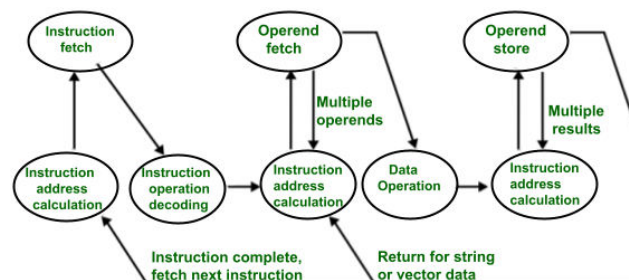 Instruction
fetch
Operend
fetch
Operend
store
Multiple
operends
Multiple
results
Instruction
address
calculation
Instruction
operation
decoding
Instruction
address
calculation
Data
Operation
Instruction
address
calculation
Instruction complete,
fetch next instruction
Return for string
or vector data